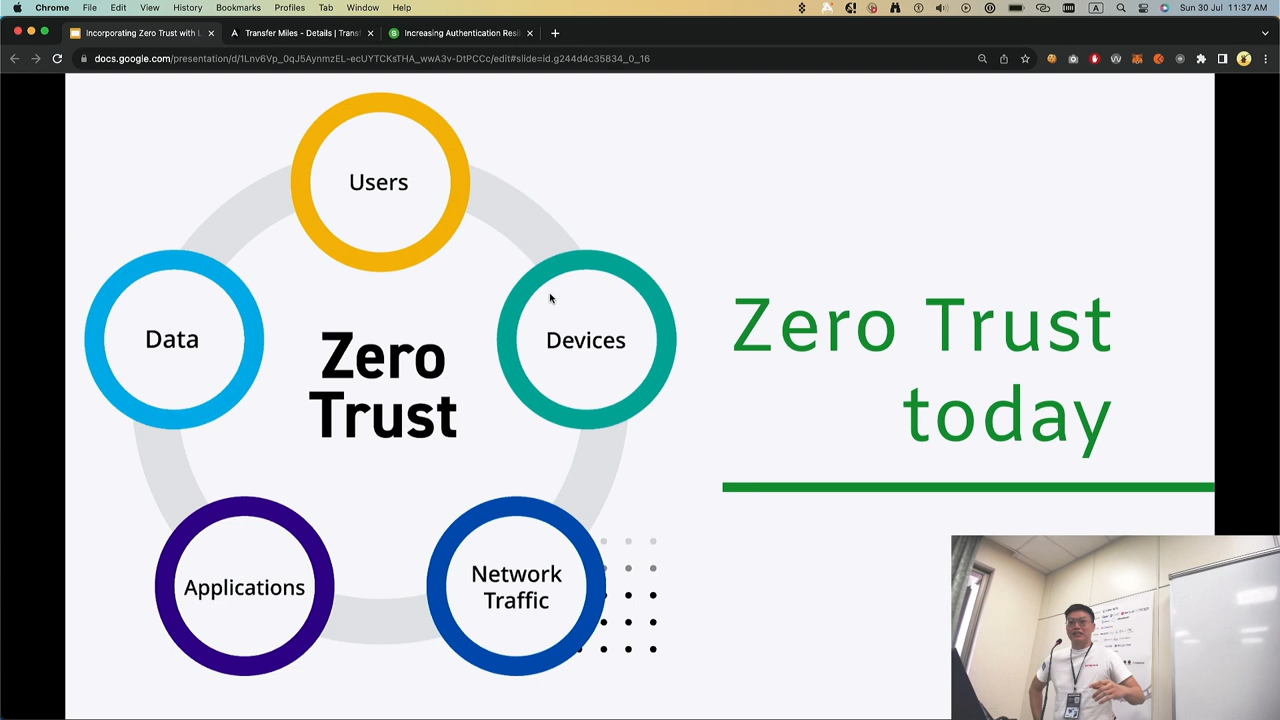 Chrome File Edit View History Bookmarks Profiles Tab Window Help
A
Sun 30 Jul 11:37 AM
Incorporating Zero Trust with L
Transfer Miles - Details | Trans
Increasing Authentication Resil
docs.google.com/presentation/d/1Lnv6Vp_0qJ5AynmzEL-ecUYTCKsTHA_wwA3v-DtPCCc/edit#slide=id.g244d4c35834_0_16
Users
Data
Zero
Trust
Devices
Applications
Network
Traffic
Zero Trust
today